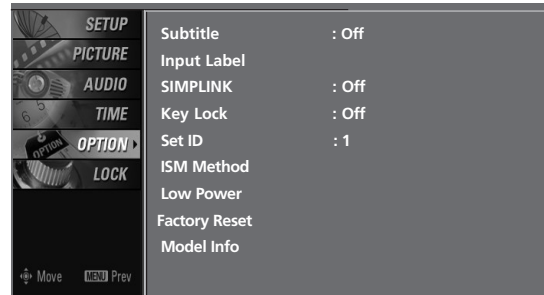 SETUP
PICTURE
AUDIO
TIME
OPTION
LOCK
Move MENU Prev
Subtitle : Off
Input Label
SIMPLINK : Off
Key Lock : Off
Set ID : 1
ISM Method
Low Power
Factory Reset
Model Info